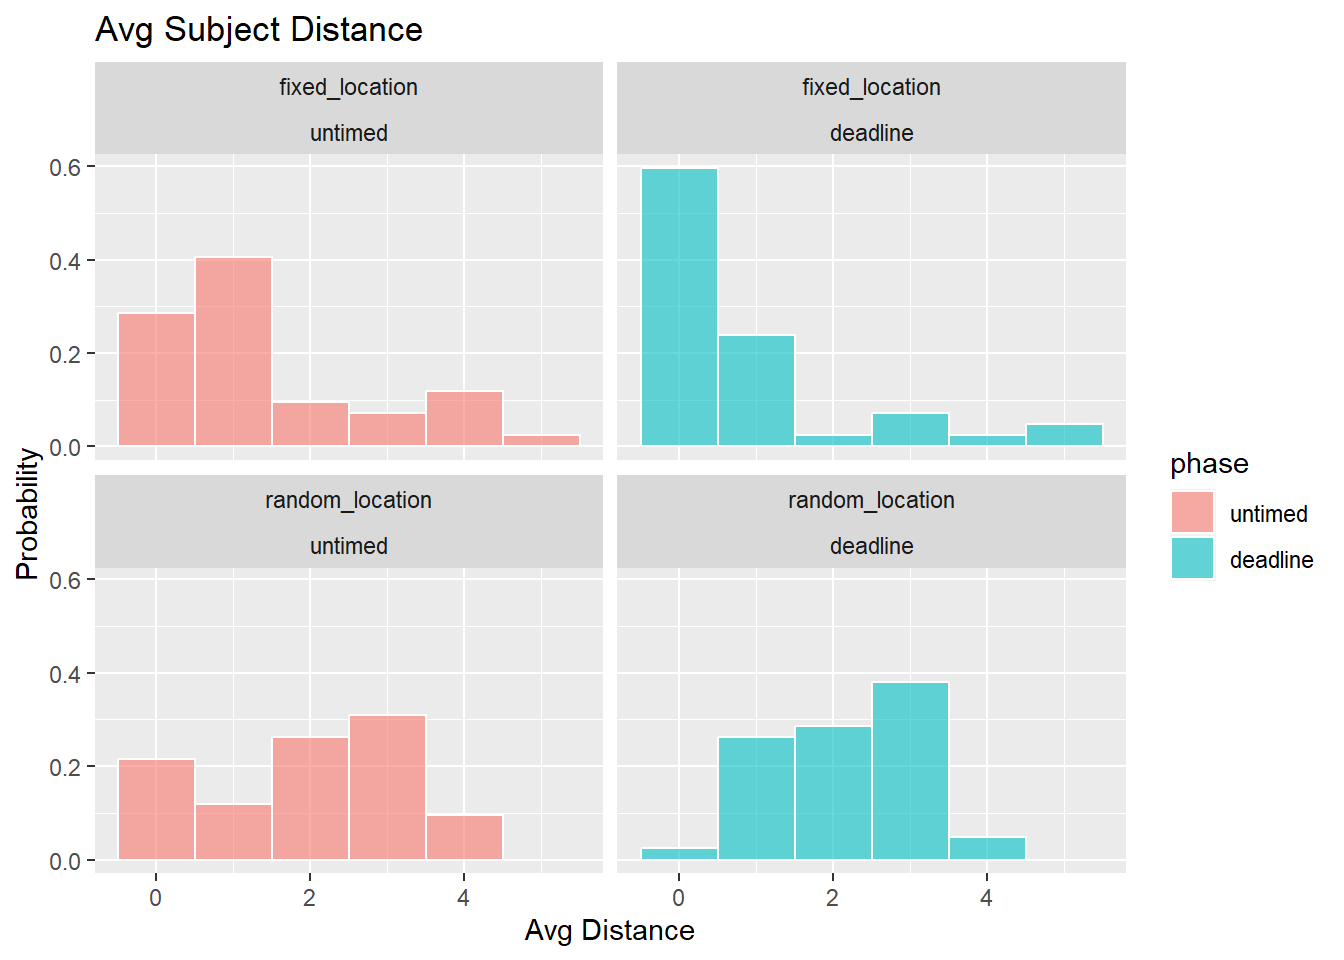 Avg Subject Distance
fixed_location
untimed
fixed_location
deadline
0.6
0.4
0.2
0.0
random_location
untimed
random_location
deadline
0.6
0.4
0.2
0.0
0 2 4
0 2 4
Avg Distance
Probability
phase
untimed
deadline